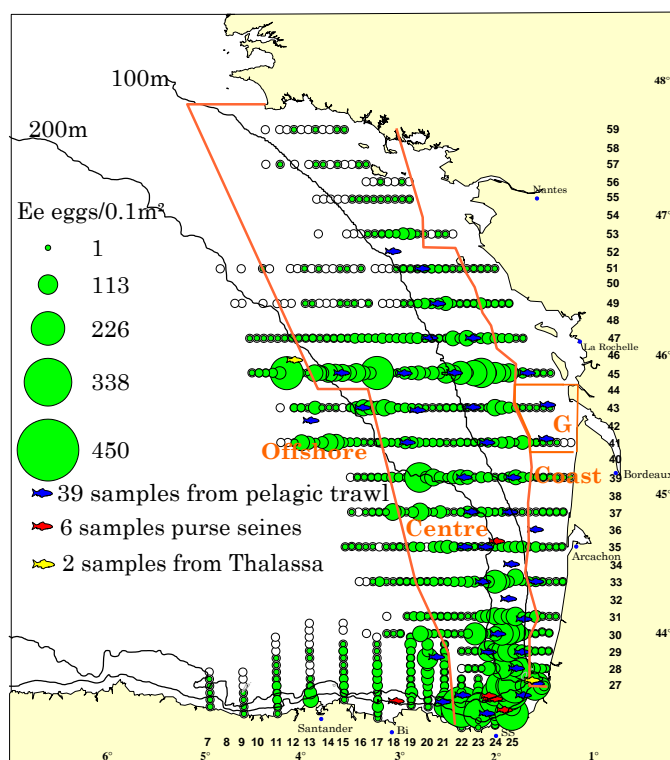 100m
200m
48°
59
58
57
56
55
Nantes
54
47°
53
52
51
50
49
48
47
La Rochelle
46
46°
45
44
43
42
41
40
39
Bordeaux
38
45°
37
36
35
Arcachon
34
33
32
31
30
44°
29
28
27
Ee eggs/0.1m²
1
113
226
338
450
39 samples from pelagic trawl
6 samples purse seines
2 samples from Thalassa
Offshore
Centre
Coast
G
Santander
Bi
SS
7 8 9 10 11 12 13 14 15 16 17 18 19 20 21 22 23 24 25
6° 5° 4° 3° 2° 1°